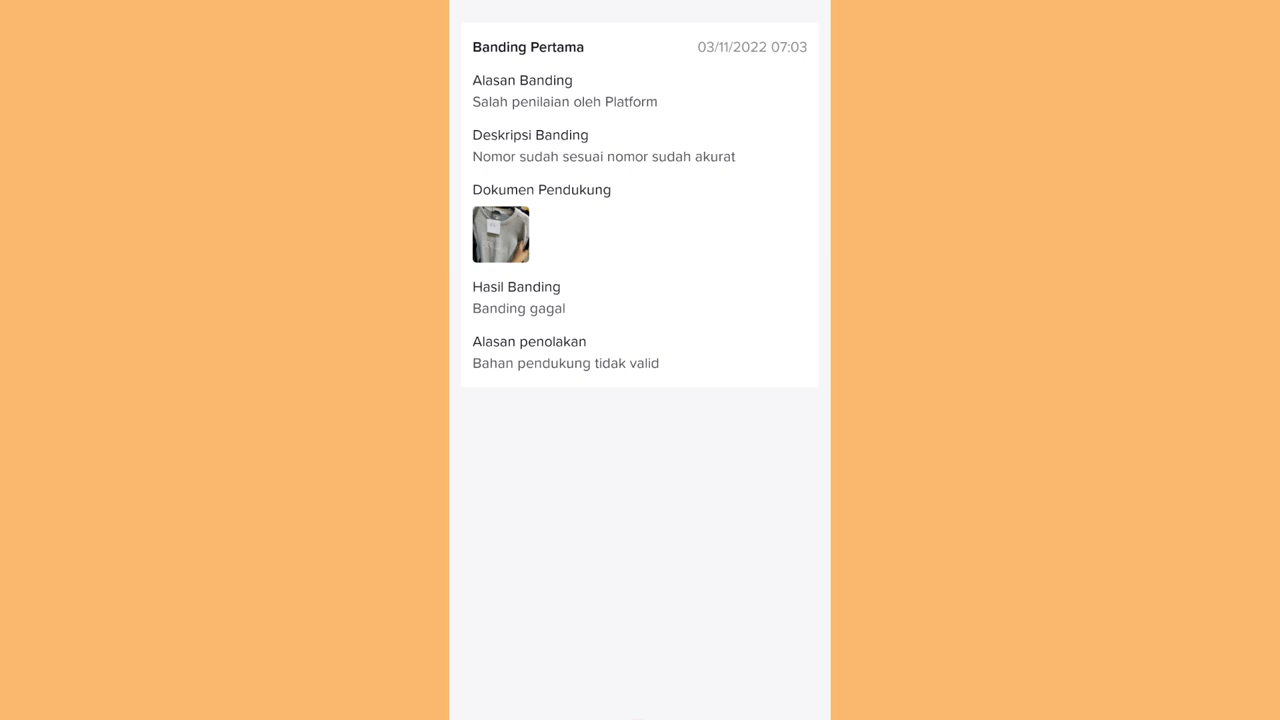 Banding Pertama 03/11/2022 07:03
Alasan Banding
Salah penilaian oleh Platform
Deskripsi Banding
Nomor sudah sesuai nomor sudah akurat
Dokumen Pendukung
Hasil Banding
Banding gagal
Alasan penolakan
Bahan pendukung tidak valid